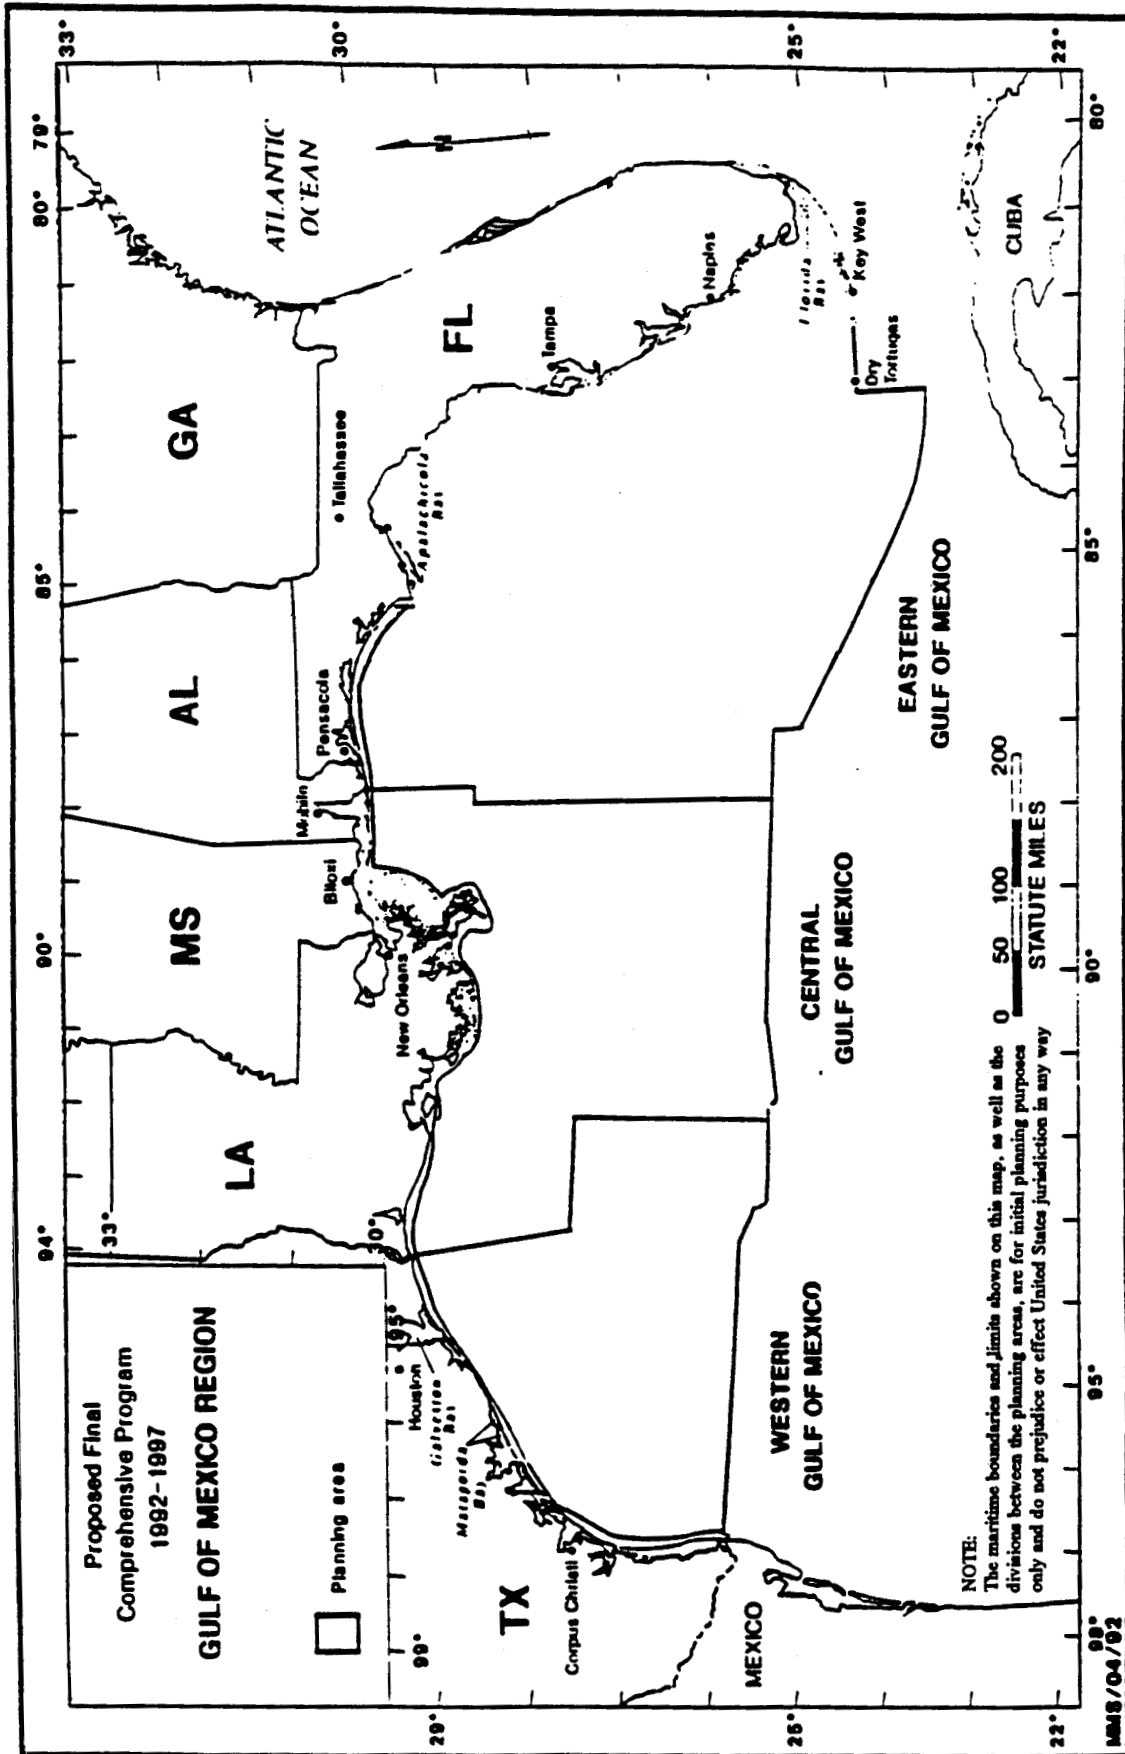 Proposed Final
Comprehensive Program
1992-1997
GULF OF MEXICO REGION
Planning area
94°
90°
85°
80°
79°
33°
33°
30°
30°
95°
99°
29°
LA
MS
AL
GA
TX
FL
ATLANTIC
OCEAN
N
Tallahassee
Pensacola
Mobile
Biloxi
New Orleans
Houston
Galveston
Bay
Matagorda
Bay
Corpus Christi
MEXICO
Apalachicola
Bay
Tampa
Naples
Florida
Bay
Key West
Dry
Tortugas
CUBA
WESTERN
GULF OF MEXICO
CENTRAL
GULF OF MEXICO
EASTERN
GULF OF MEXICO
25°
25°
22°
22°
NOTE:
The maritime boundaries and limits shown on this map, as well as the
divisions between the planning areas, are for initial planning purposes
only and do not prejudice or effect United States jurisdiction in any way
0 50 100 200
STATUTE MILES
98°
95°
90°
85°
80°
MMS/04/92